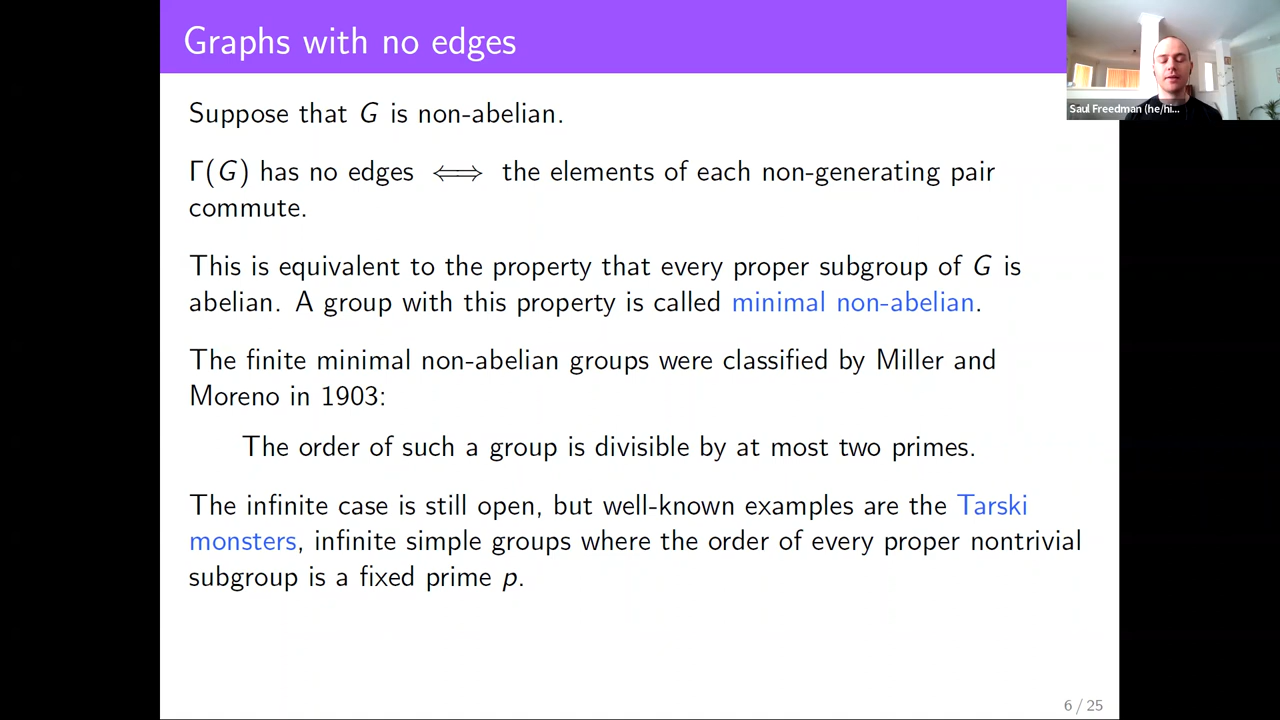 Graphs with no edges
Saul Freedman (he/hi...
Suppose that G is non-abelian.
Γ(G) has no edges ⟺ the elements of each non-generating pair
commute.
This is equivalent to the property that every proper subgroup of G is
abelian. A group with this property is called minimal non-abelian.
The finite minimal non-abelian groups were classified by Miller and
Moreno in 1903:
The order of such a group is divisible by at most two primes.
The infinite case is still open, but well-known examples are the Tarski
monsters, infinite simple groups where the order of every proper nontrivial
subgroup is a fixed prime p.
6 / 25